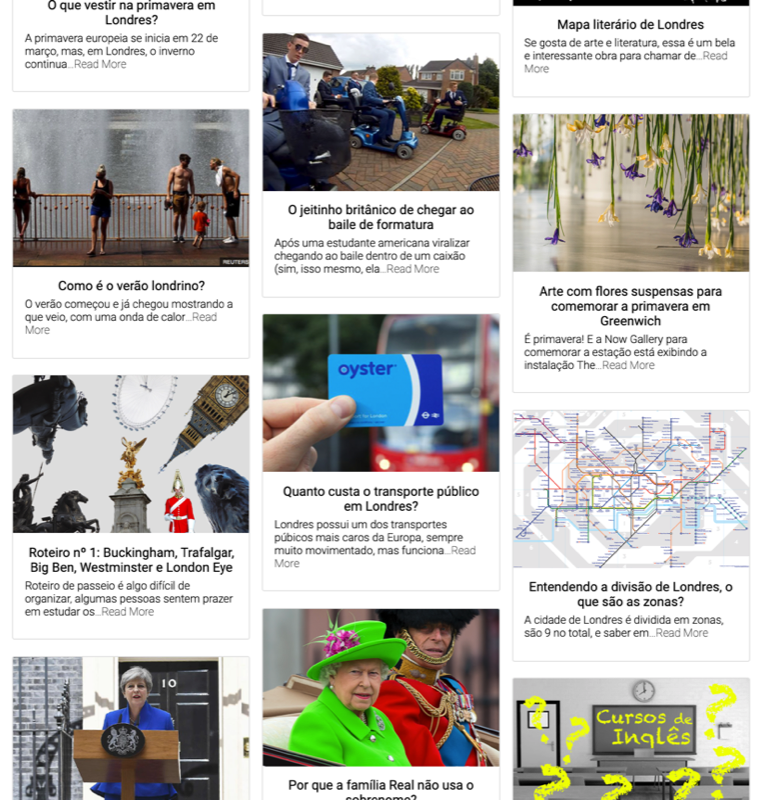 O que vestir na primavera em
Londres?
A primavera europeia se inicia em 22 de
março, mas, em Londres, o inverno
continua...Read More
REUTERS
Como é o verão londrino?
O verão começou e já chegou mostrando a
que veio, com uma onda de calor...Read
More
Roteiro nº 1: Buckingham, Trafalgar,
Big Ben, Westminster e London Eye
Roteiro de passeio é algo difícil de
organizar, algumas pessoas sentem prazer
em estudar os...Read More
10
O jeitinho britânico de chegar ao
baile de formatura
Após uma estudante americana viralizar
chegando ao baile dentro de um caixão
(sim, isso mesmo, ela...Read More
oyster
Quanto custa o transporte público
em Londres?
Londres possui um dos transportes
púbicos mais caros da Europa, sempre
muito movimentado, mas funciona...Read
More
Por que a família Real não usa o
sobrenome?
Mapa literário de Londres
Se gosta de arte e literatura, essa é um bela
e interessante obra para chamar de...Read
More
Arte com flores suspensas para
comemorar a primavera em
Greenwich
É primavera! E a Now Gallery para
comemorar a estação está exibindo a
instalação The...Read More
Entendendo a divisão de Londres, o
que são as zonas?
A cidade de Londres é dividida em zonas,
são 9 no total, e saber em...Read More
Cursos de
Inglês